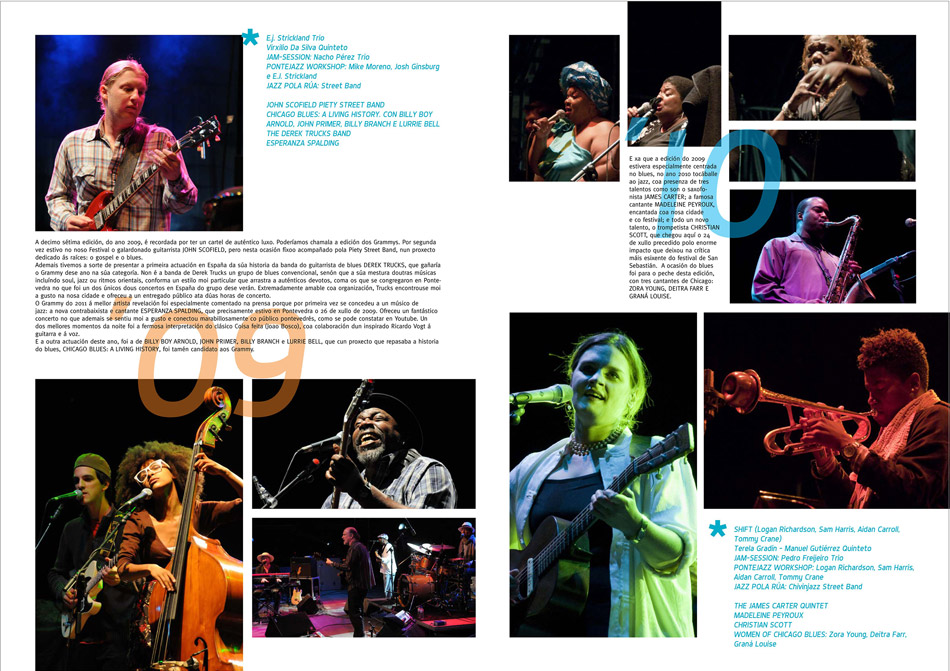 *
E.j. Strickland Trio
Virxilio Da Silva Quinteto
JAM-SESSION: Nacho Pérez Trio
PONTEJAZZ WORKSHOP: Mike Moreno, Josh Ginsburg
e E.J. Strickland
JAZZ POLA RÚA: Street Band
JOHN SCOFIELD PIETY STREET BAND
CHICAGO BLUES: A LIVING HISTORY. CON BILLY BOY
ARNOLD, JOHN PRIMER, BILLY BRANCH E LURRIE BELL
THE DEREK TRUCKS BAND
ESPERANZA SPALDING
A decimo sétima edición, do ano 2009, é recordada por ter un cartel de auténtico luxo. Poderíamos chamala a edición dos Grammys. Por segunda
vez estivo no noso Festival o galardonado guitarrista JOHN SCOFIELD, pero nesta ocasión fixoo acompañado pola Piety Street Band, nun proxecto
dedicado ás raíces: o gospel e o blues.
Ademais tivemos a sorte de presentar a primeira actuación en España da súa historia da banda do guitarrista de blues DEREK TRUCKS, que gañaría
o Grammy dese ano na súa categoría. Non é a banda de Derek Trucks un grupo de blues convencional, senón que a súa mestura doutras músicas
incluíndo soul, jazz ou ritmos orientais, conforma un estilo moi particular que arrastra a auténticos devotos, coma os que se congregaron en Ponte-
vedra no que foi un dos únicos dous concertos en España do grupo dese verán. Extremadamente amable coa organización, Trucks encontrouse moi
a gusto na nosa cidade e ofreceu a un entregado público ata dúas horas de concerto.
O Grammy do 2011 á mellor artista revelación foi especialmente comentado na prensa porque por primeira vez se concedeu a un músico de
jazz: a nova contrabaixista e cantante ESPERANZA SPALDING, que precisamente estivo en Pontevedra o 26 de xullo de 2009. Ofreceu un fantástico
concerto no que ademais se sentiu moi a gusto e conectou marabillosamente co público pontevedrés, como se pode constatar en Youtube. Un
dos mellores momentos da noite foi a fermosa interpretación do clásico Coisa feita (Joao Bosco), coa colaboración dun inspirado Ricardo Vogt á
guitarra e á voz.
E a outra actuación deste ano, foi a de BILLY BOY ARNOLD, JOHN PRIMER, BILLY BRANCH e LURRIE BELL, que cun proxecto que repasaba a historia
do blues, CHICAGO BLUES: A LIVING HISTORY, foi tamén candidato aos Grammy.
'09
'10
E xa que a edición do 2009
estivera especialmente centrada
no blues, no ano 2010 tocáballe
ao jazz, coa presenza de tres
talentos como son o saxofo-
nista JAMES CARTER; a famosa
cantante MADELEINE PEYROUX,
encantada coa nosa cidade
e co festival; e todo un novo
talento, o trompetista CHRISTIAN
SCOTT, que chegou aquí o 24
de xullo precedido polo enorme
impacto que deixou na crítica
máis esixente do festival de San
Sebastián. A ocasión do blues
foi para o peche desta edición,
con tres cantantes de Chicago:
ZORA YOUNG, DEITRA FARR E
GRANÁ LOUISE.
*
SHIFT (Logan Richardson, Sam Harris, Aidan Carroll,
Tommy Crane)
Terela Gradín - Manuel Gutiérrez Quinteto
JAM-SESSION: Pedro Freijeiro Trio
PONTEJAZZ WORKSHOP: Logan Richardson, Sam Harris,
Aidan Carroll, Tommy Crane
JAZZ POLA RÚA: Chivinjazz Street Band
THE JAMES CARTER QUINTET
MADELEINE PEYROUX
CHRISTIAN SCOTT
WOMEN OF CHICAGO BLUES: Zora Young, Deitra Farr,
Graná Louise